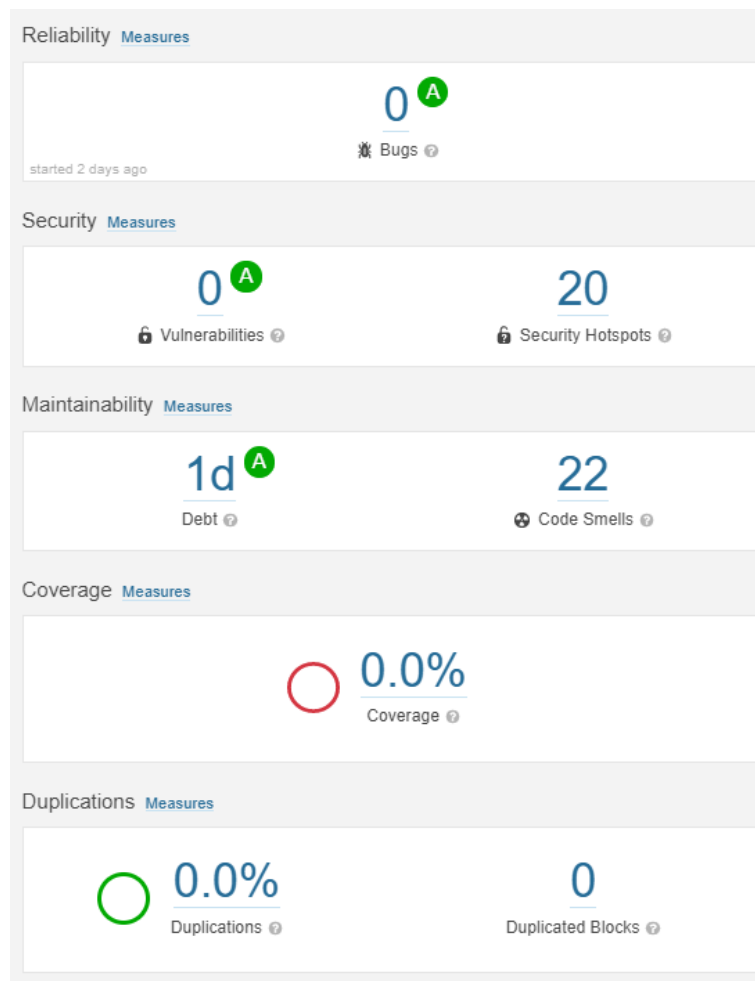 Reliability Measures
0 A
Bugs ?
started 2 days ago
Security Measures
0 A 20
Vulnerabilities ? Security Hotspots ?
Maintainability Measures
1d A 22
Debt ? Code Smells ?
Coverage Measures
0.0%
Coverage ?
Duplications Measures
0.0% 0
Duplications ? Duplicated Blocks ?